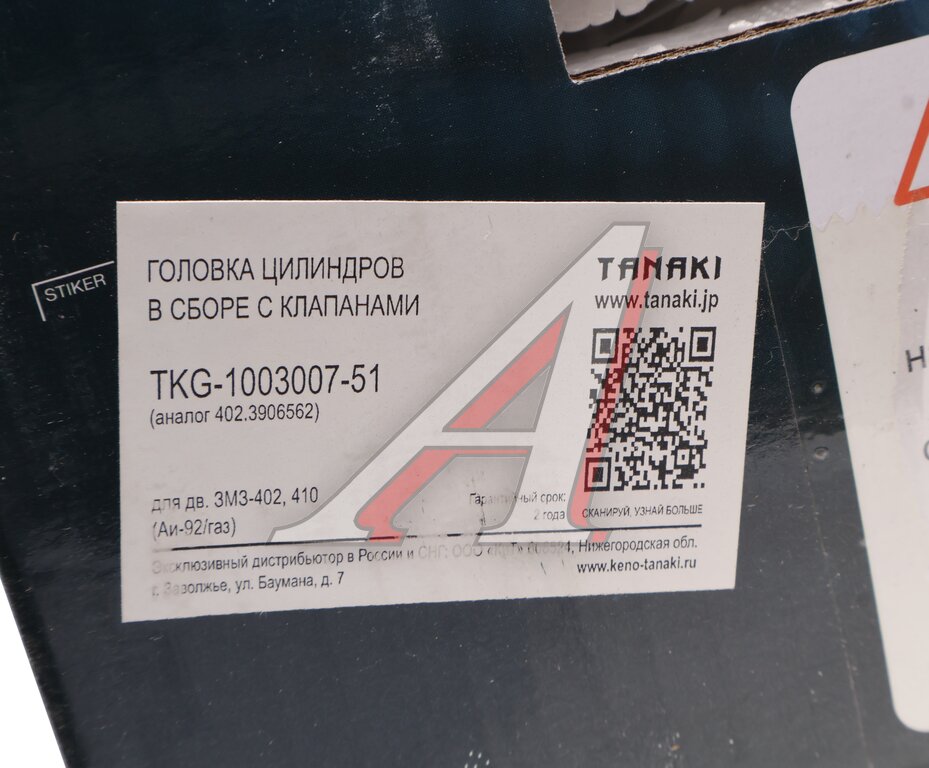 STIKER
ГОЛОВКА ЦИЛИНДРОВ
В СБОРЕ С КЛАПАНАМИ
TKG-1003007-51
(аналог 402.3906562)
для дв. ЗМЗ-402, 410
(Аи-92/газ)
TANAKI
www.tanaki.jp
Гарантийный срок:
2 года
СКАНИРУЙ, УЗНАЙ БОЛЬШЕ
Эксклюзивный дистрибьютор в России и СНГ: ООО Нижегородская обл.
г. Заволжье, ул. Баумана, д. 7
www.keno-tanaki.ru
Н